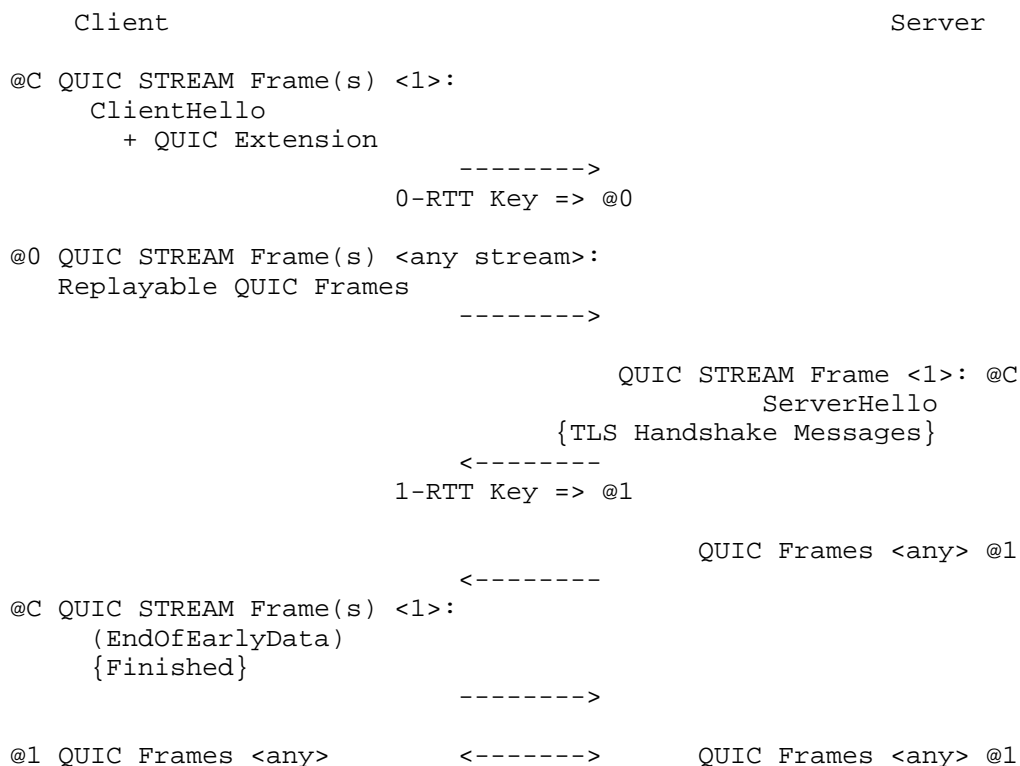 Client Server
@C QUIC STREAM Frame(s) <1>:
ClientHello
+ QUIC Extension
-------->
0-RTT Key => @0
@0 QUIC STREAM Frame(s) <any stream>:
Replayable QUIC Frames
-------->
QUIC STREAM Frame <1>: @C
ServerHello
{TLS Handshake Messages}
<--------
1-RTT Key => @1
QUIC Frames <any> @1
<--------
@C QUIC STREAM Frame(s) <1>:
(EndOfEarlyData)
{Finished}
-------->
@1 QUIC Frames <any> <-------> QUIC Frames <any> @1